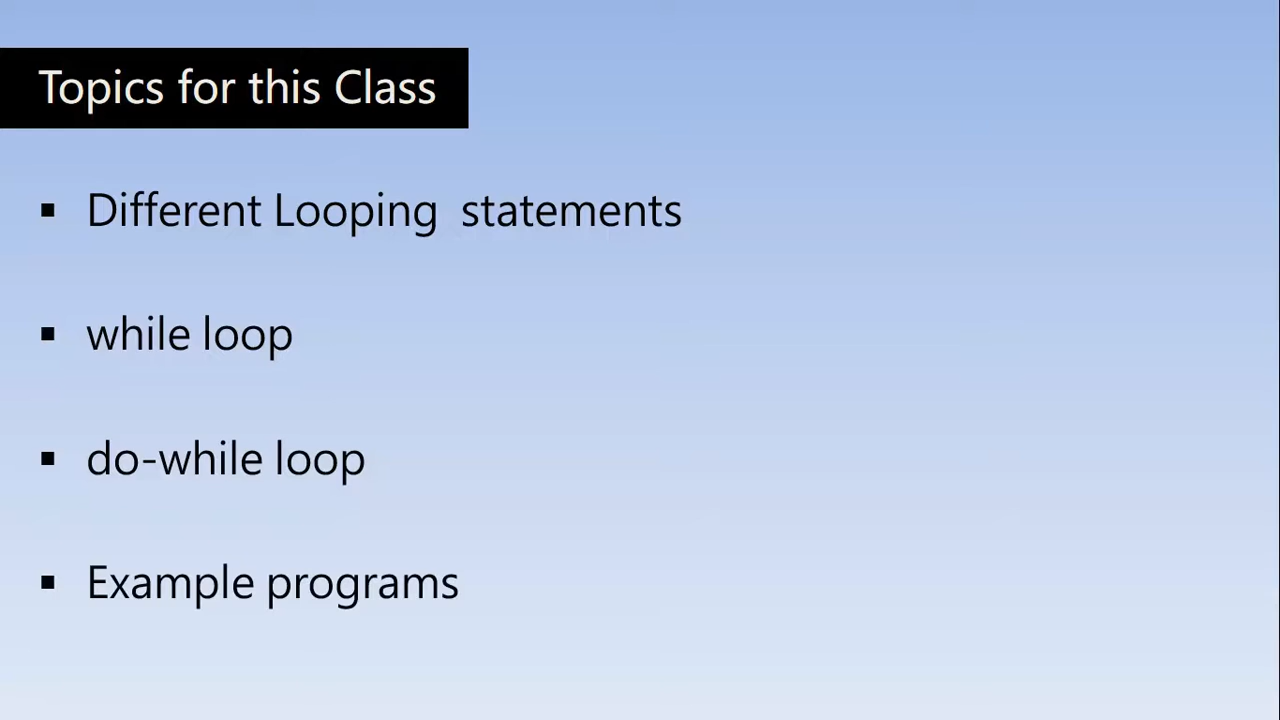 Topics for this Class
▪ Different Looping statements
▪ while loop
▪ do-while loop
▪ Example programs